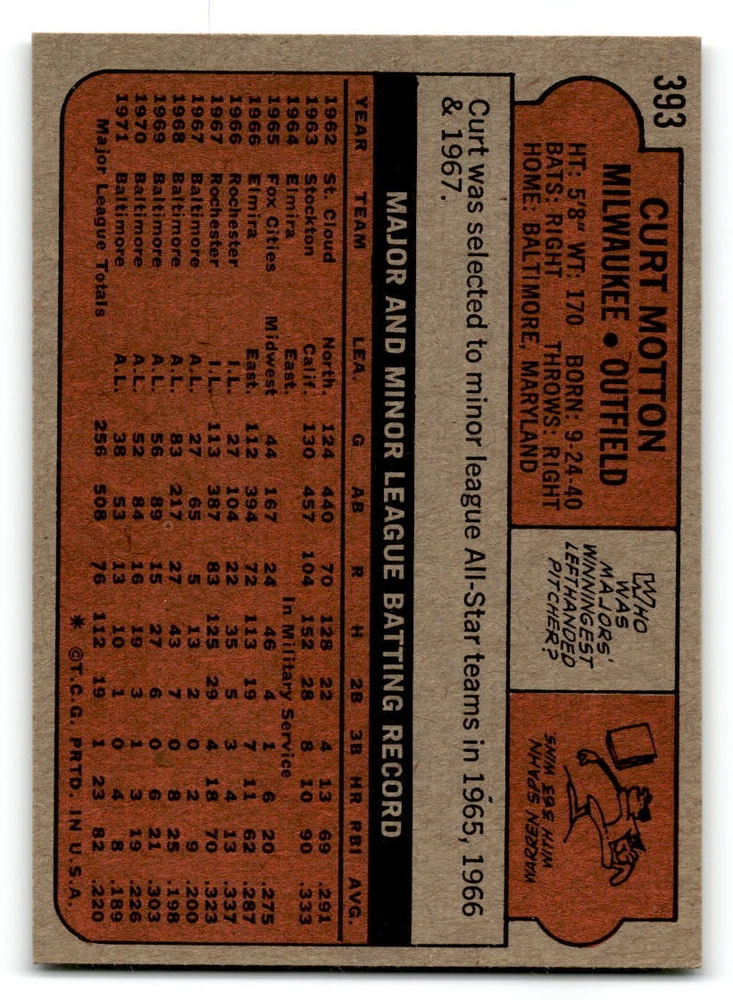 393
CURT MOTTON
MILWAUKEE • OUTFIELD
HT: 5'8" WT: 170 BORN: 9-24-40
BATS: RIGHT THROWS: RIGHT
HOME: BALTIMORE, MARYLAND
WHO
WAS
MAJORS'
WINNINGEST
LEFTHANDED
PITCHER?
WARREN SPAHN
WITH 363 WINS
Curt was selected to minor league All-Star teams in 1965, 1966
& 1967.
MAJOR AND MINOR LEAGUE BATTING RECORD
YEAR TEAM LEA. G AB R H 2B 3B HR RBI AVG.
1962 St. Cloud North. 124 440 70 128 22 4 13 69 .291
1963 Stockton Calif. 130 457 104 152 28 8 10 90 .333
1964 Elmira East. In Military Service
1965 Fox Cities Midwest 44 167 24 46 4 1 6 20 .275
1966 Elmira East. 112 394 72 113 19 7 11 62 .287
1966 Rochester I.L. 27 104 22 35 5 3 4 13 .337
1967 Rochester I.L. 113 387 83 125 29 4 18 70 .323
1967 Baltimore A.L. 27 65 5 13 2 0 2 9 .200
1968 Baltimore A.L. 83 217 27 43 7 0 8 25 .198
1969 Baltimore A.L. 56 89 15 27 6 0 6 21 .303
1970 Baltimore A.L. 52 84 16 19 3 1 3 19 .226
1971 Baltimore A.L. 38 53 13 10 1 0 4 8 .189
Major League Totals 256 508 76 112 19 1 23 82 .220
* ©T.C.G. PRTD. IN U.S.A.